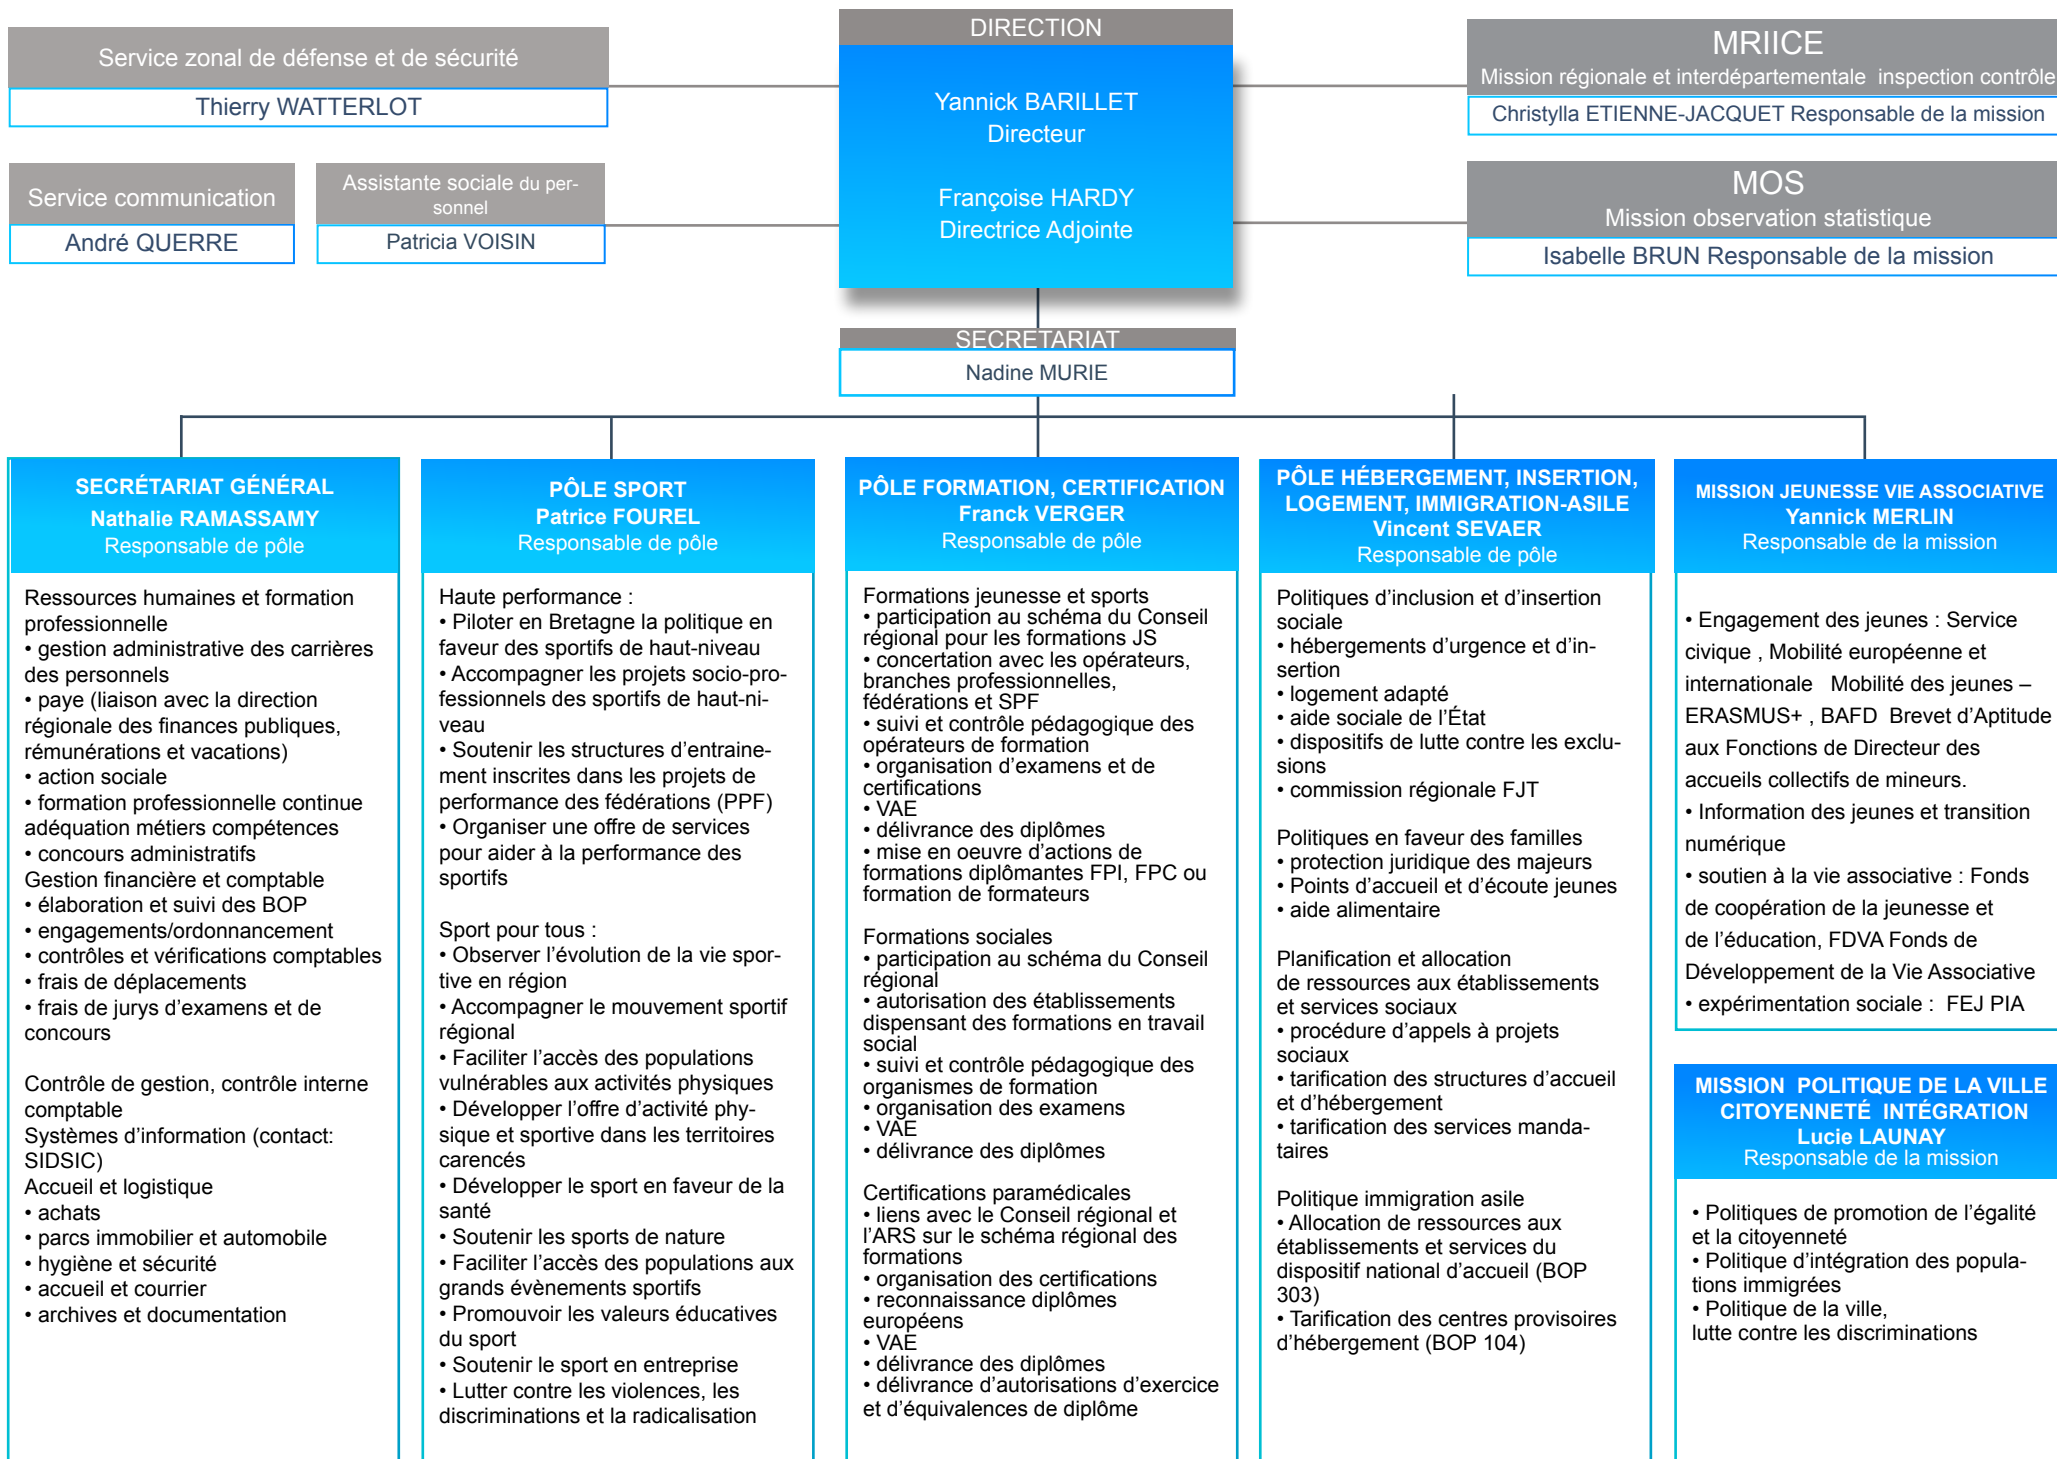 DIRECTION
Yannick BARILLET
Directeur
Françoise HARDY
Directrice Adjointe
Service zonal de défense et de sécurité
Thierry WATTERLOT
Service communication
André QUERRE
Assistante sociale du per-
sonnel
Patricia VOISIN
MRIICE
Mission régionale et interdépartementale inspection contrôle
Christylla ETIENNE-JACQUET Responsable de la mission
MOS
Mission observation statistique
Isabelle BRUN Responsable de la mission
SECRETARIAT
Nadine MURIE
SECRÉTARIAT GÉNÉRAL
Nathalie RAMASSAMY
Responsable de pôle
Ressources humaines et formation
professionnelle
• gestion administrative des carrières
des personnels
• paye (liaison avec la direction
régionale des finances publiques,
rémunérations et vacations)
• action sociale
• formation professionnelle continue
adéquation métiers compétences
• concours administratifs
Gestion financière et comptable
• élaboration et suivi des BOP
• engagements/ordonnancement
• contrôles et vérifications comptables
• frais de déplacements
• frais de jurys d'examens et de
concours
Contrôle de gestion, contrôle interne
comptable
Systèmes d'information (contact:
SIDSIC)
Accueil et logistique
• achats
• parcs immobilier et automobile
• hygiène et sécurité
• accueil et courrier
• archives et documentation
PÔLE SPORT
Patrice FOUREL
Responsable de pôle
Haute performance :
• Piloter en Bretagne la politique en
faveur des sportifs de haut-niveau
• Accompagner les projets socio-pro-
fessionnels des sportifs de haut-ni-
veau
• Soutenir les structures d'entraine-
ment inscrites dans les projets de
performance des fédérations (PPF)
• Organiser une offre de services
pour aider à la performance des
sportifs
Sport pour tous :
• Observer l'évolution de la vie spor-
tive en région
• Accompagner le mouvement sportif
régional
• Faciliter l'accès des populations
vulnérables aux activités physiques
• Développer l'offre d'activité phy-
sique et sportive dans les territoires
carencés
• Développer le sport en faveur de la
santé
• Soutenir les sports de nature
• Faciliter l'accès des populations aux
grands évènements sportifs
• Promouvoir les valeurs éducatives
du sport
• Soutenir le sport en entreprise
• Lutter contre les violences, les
discriminations et la radicalisation
PÔLE FORMATION, CERTIFICATION
Franck VERGER
Responsable de pôle
Formations jeunesse et sports
• participation au schéma du Conseil
régional pour les formations JS
• concertation avec les opérateurs,
branches professionnelles,
fédérations et SPF
• suivi et contrôle pédagogique des
opérateurs de formation
• organisation d'examens et de
certifications
• VAE
• délivrance des diplômes
• mise en oeuvre d'actions de
formations diplômantes FPI, FPC ou
formation de formateurs
Formations sociales
• participation au schéma du Conseil
régional
• autorisation des établissements
dispensant des formations en travail
social
• suivi et contrôle pédagogique des
organismes de formation
• organisation des examens
• VAE
• délivrance des diplômes
Certifications paramédicales
• liens avec le Conseil régional et
l'ARS sur le schéma régional des
formations
• organisation des certifications
• reconnaissance diplômes
européens
• VAE
• délivrance des diplômes
• délivrance d'autorisations d'exercice
et d'équivalences de diplôme
PÔLE HÉBERGEMENT, INSERTION,
LOGEMENT, IMMIGRATION-ASILE
Vincent SEVAER
Responsable de pôle
Politiques d'inclusion et d'insertion
sociale
• hébergements d'urgence et d'in-
sertion
• logement adapté
• aide sociale de l'État
• dispositifs de lutte contre les exclu-
sions
• commission régionale FJT
Politiques en faveur des familles
• protection juridique des majeurs
• Points d'accueil et d'écoute jeunes
• aide alimentaire
Planification et allocation
de ressources aux établissements
et services sociaux
• procédure d'appels à projets
sociaux
• tarification des structures d'accueil
et d'hébergement
• tarification des services manda-
taires
Politique immigration asile
• Allocation de ressources aux
établissements et services du
dispositif national d'accueil (BOP
303)
• Tarification des centres provisoires
d'hébergement (BOP 104)
MISSION JEUNESSE VIE ASSOCIATIVE
Yannick MERLIN
Responsable de la mission
• Engagement des jeunes : Service
civique , Mobilité européenne et
internationale Mobilité des jeunes –
ERASMUS+ , BAFD Brevet d'Aptitude
aux Fonctions de Directeur des
accueils collectifs de mineurs.
• Information des jeunes et transition
numérique
• soutien à la vie associative : Fonds
de coopération de la jeunesse et
de l'éducation, FDVA Fonds de
Développement de la Vie Associative
• expérimentation sociale : FEJ PIA
MISSION POLITIQUE DE LA VILLE
CITOYENNETÉ INTÉGRATION
Lucie LAUNAY
Responsable de la mission
• Politiques de promotion de l'égalité
et la citoyenneté
• Politique d'intégration des popula-
tions immigrées
• Politique de la ville,
lutte contre les discriminations